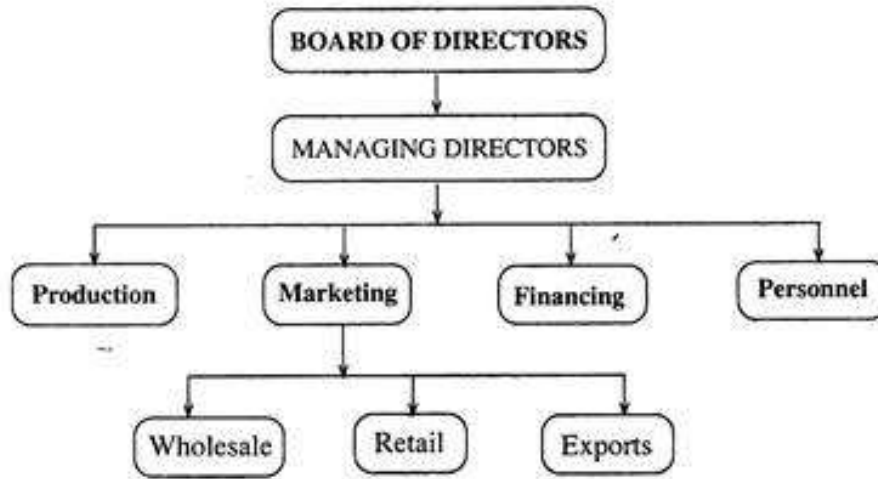 BOARD OF DIRECTORS
MANAGING DIRECTORS
Production
Marketing
Financing
Personnel
Wholesale
Retail
Exports